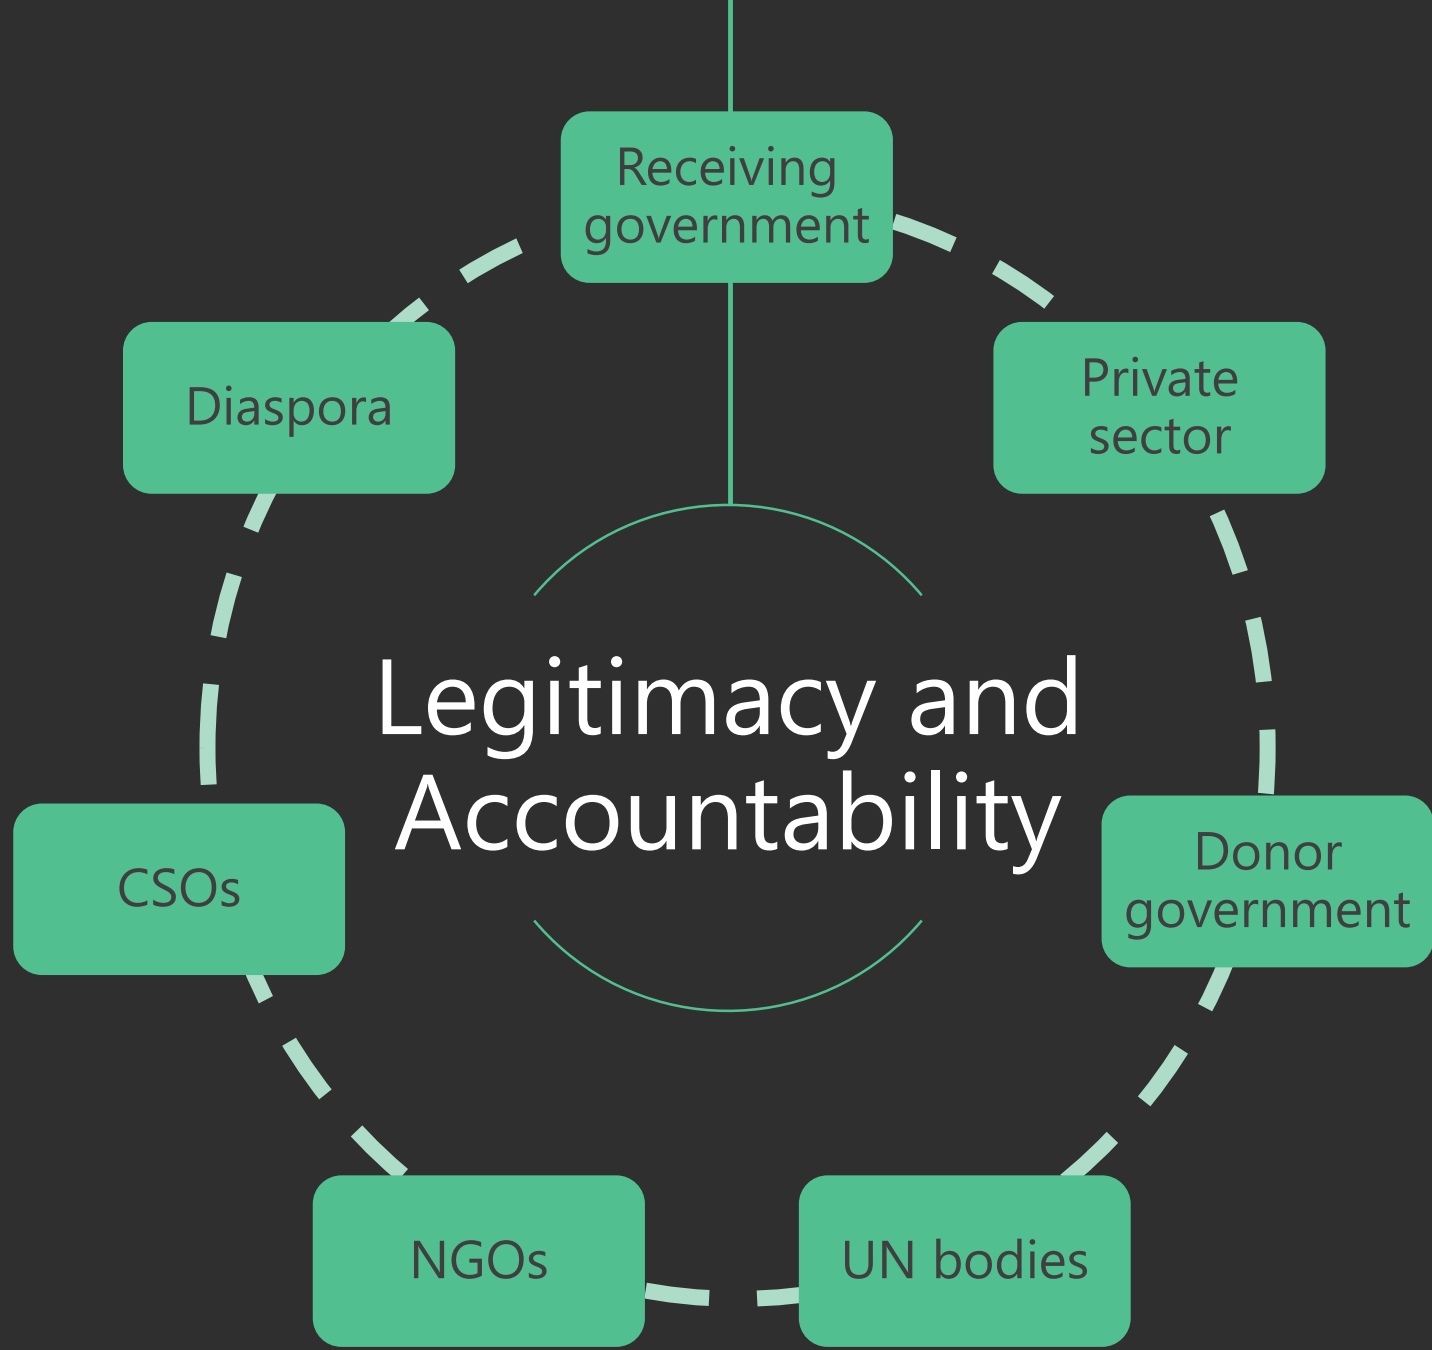 Receiving
government
Diaspora
Private
sector
Legitimacy and
Accountability
CSOs
Donor
government
NGOs
UN bodies